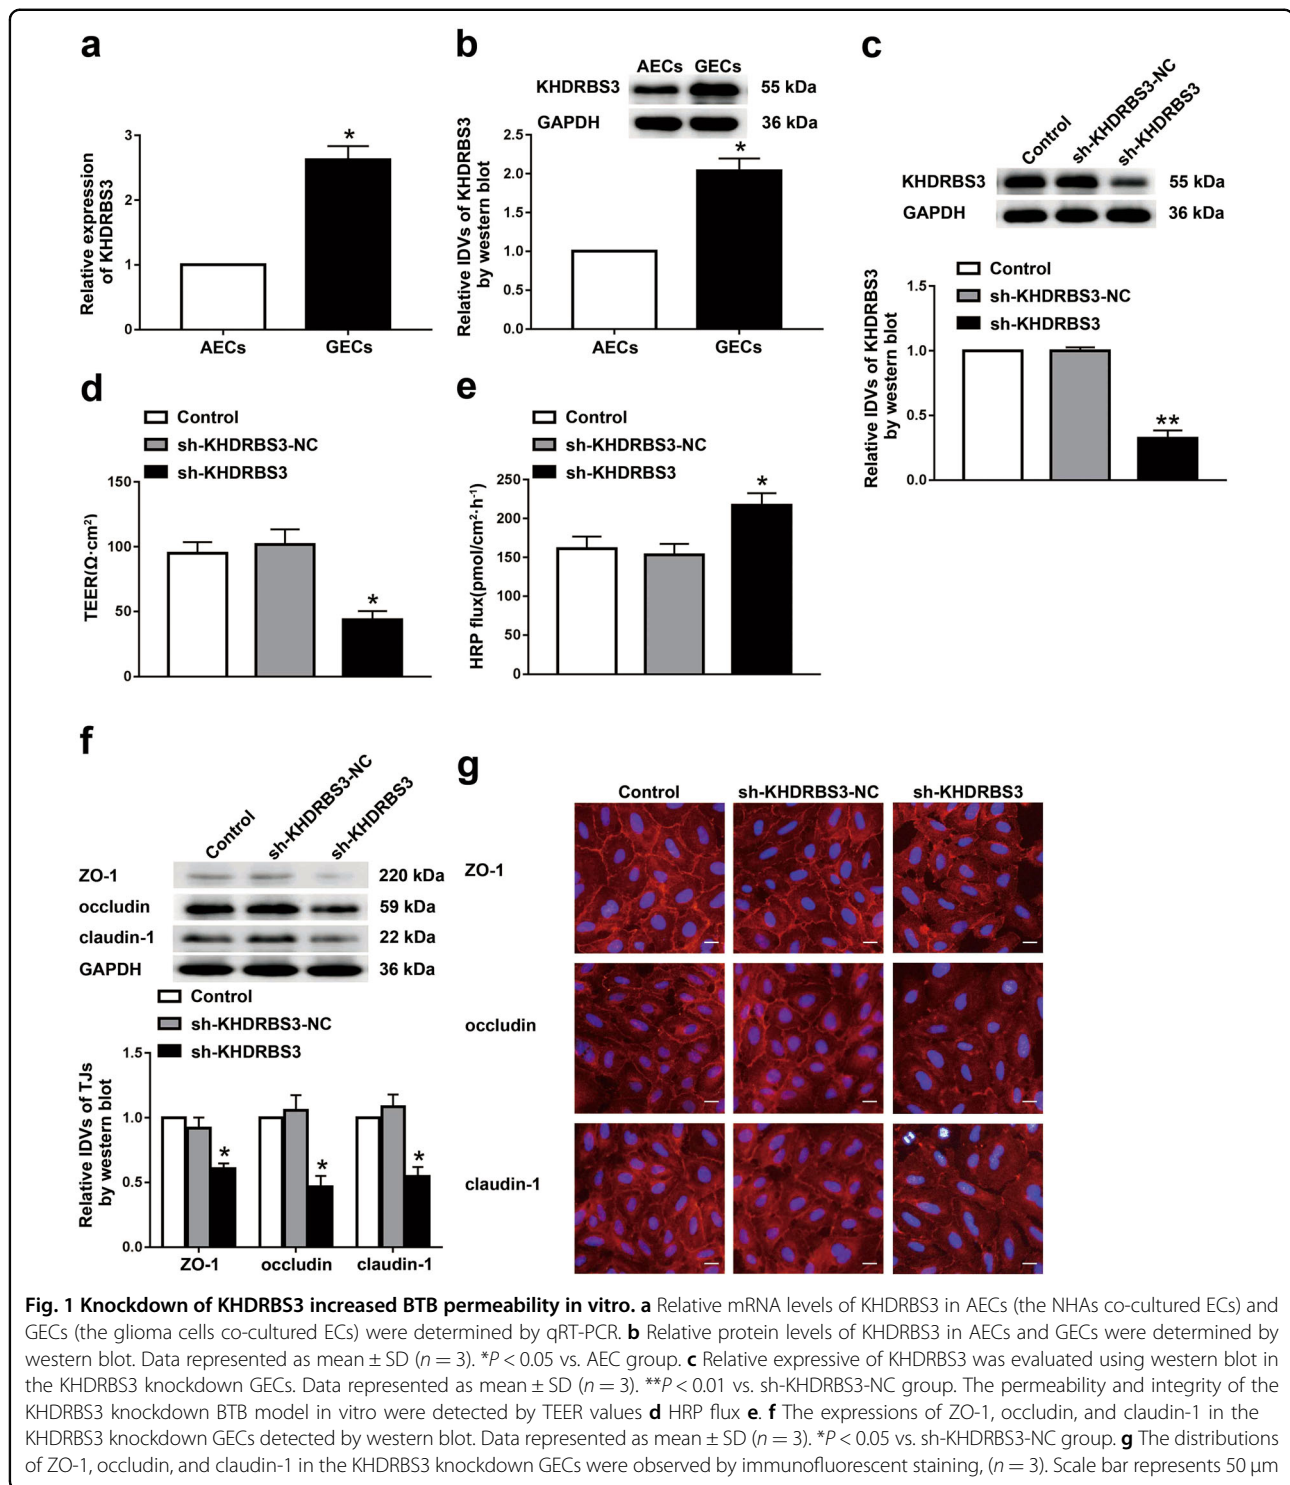 a
Relative expression
of KHDRBS3
3
2
1
0
*
AECs GECs
b
AECs GECs
KHDRBS3 55 kDa
GAPDH 36 kDa
Relative IDVs of KHDRBS3
by western blot
2.5
2.0
1.5
1.0
0.5
0.0
*
AECs GECs
c
Control
sh-KHDRBS3-NC
sh-KHDRBS3
KHDRBS3 55 kDa
GAPDH 36 kDa
Control
sh-KHDRBS3-NC
sh-KHDRBS3
Relative IDVs of KHDRBS3
by western blot
1.5
1.0
0.5
0.0
**
d
Control
sh-KHDRBS3-NC
sh-KHDRBS3
TEER(Ω·cm²)
150
100
50
0
*
e
Control
sh-KHDRBS3-NC
sh-KHDRBS3
HRP flux(pmol/cm²·h⁻¹)
250
200
150
100
50
0
*
f
Control
sh-KHDRBS3-NC
sh-KHDRBS3
ZO-1 220 kDa
occludin 59 kDa
claudin-1 22 kDa
GAPDH 36 kDa
Control
sh-KHDRBS3-NC
sh-KHDRBS3
Relative IDVs of TJs
by western blot
1.5
1.0
0.5
0.0
* * *
ZO-1 occludin claudin-1
g
Control sh-KHDRBS3-NC sh-KHDRBS3
ZO-1
occludin
claudin-1
Fig. 1 Knockdown of KHDRBS3 increased BTB permeability in vitro. a Relative mRNA levels of KHDRBS3 in AECs (the NHAs co-cultured ECs) and
GECs (the glioma cells co-cultured ECs) were determined by qRT-PCR. b Relative protein levels of KHDRBS3 in AECs and GECs were determined by
western blot. Data represented as mean ± SD (n = 3). *P < 0.05 vs. AEC group. c Relative expressive of KHDRBS3 was evaluated using western blot in
the KHDRBS3 knockdown GECs. Data represented as mean ± SD (n = 3). **P < 0.01 vs. sh-KHDRBS3-NC group. The permeability and integrity of the
KHDRBS3 knockdown BTB model in vitro were detected by TEER values d HRP flux e. f The expressions of ZO-1, occludin, and claudin-1 in the
KHDRBS3 knockdown GECs detected by western blot. Data represented as mean ± SD (n = 3). *P < 0.05 vs. sh-KHDRBS3-NC group. g The distributions
of ZO-1, occludin, and claudin-1 in the KHDRBS3 knockdown GECs were observed by immunofluorescent staining, (n = 3). Scale bar represents 50 μm